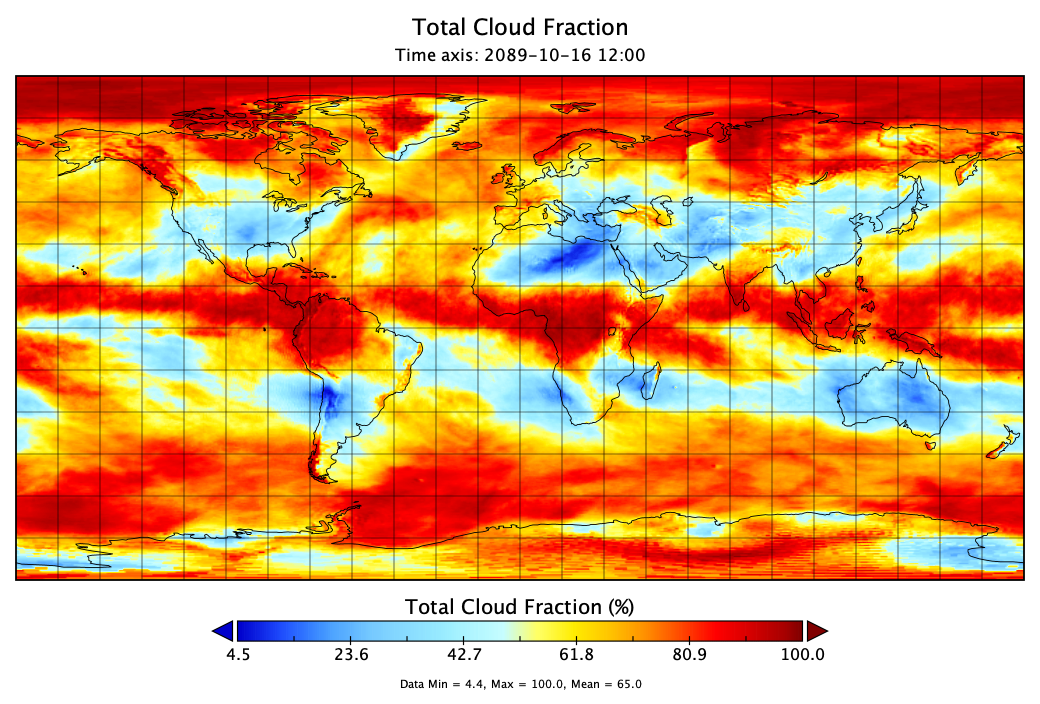 Total Cloud Fraction
Time axis: 2089-10-16 12:00
Total Cloud Fraction (%)
4.5 23.6 42.7 61.8 80.9 100.0
Data Min = 4.4, Max = 100.0, Mean = 65.0